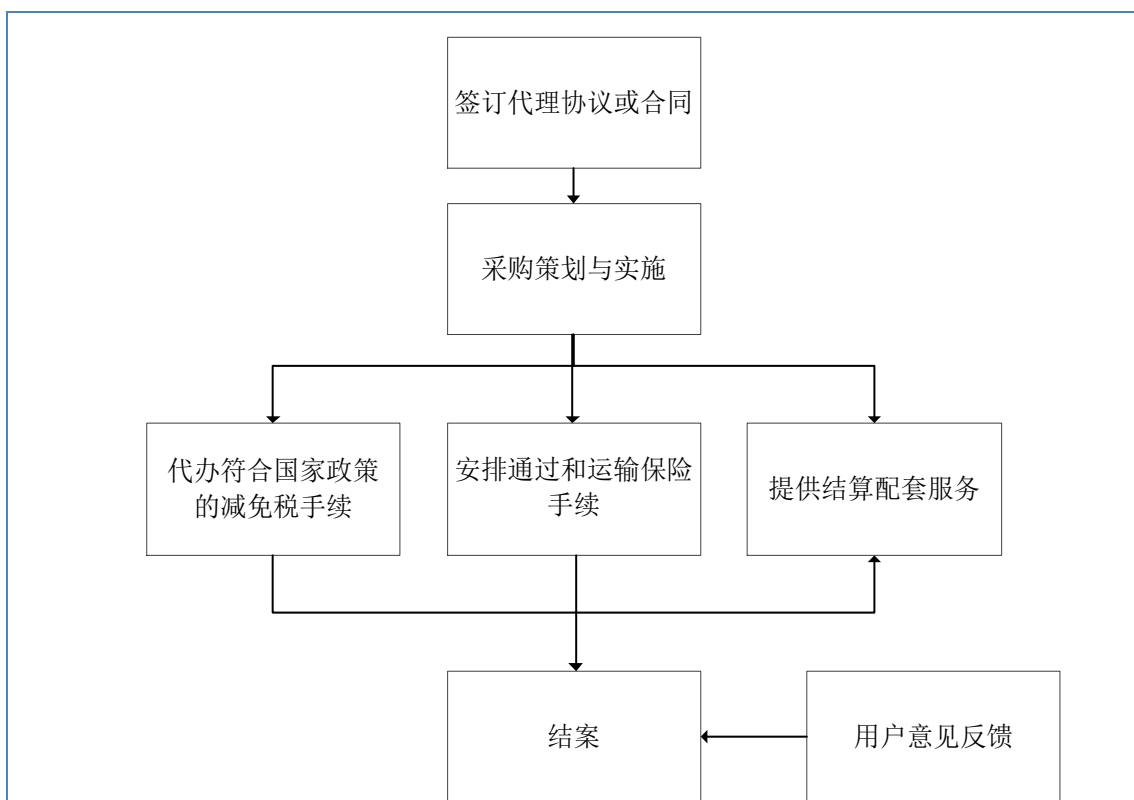 签订代理协议或合同
采购策划与实施
代办符合国家政策
的减免税手续
安排通过和运输保险
手续
提供结算配套服务
结案
用户意见反馈